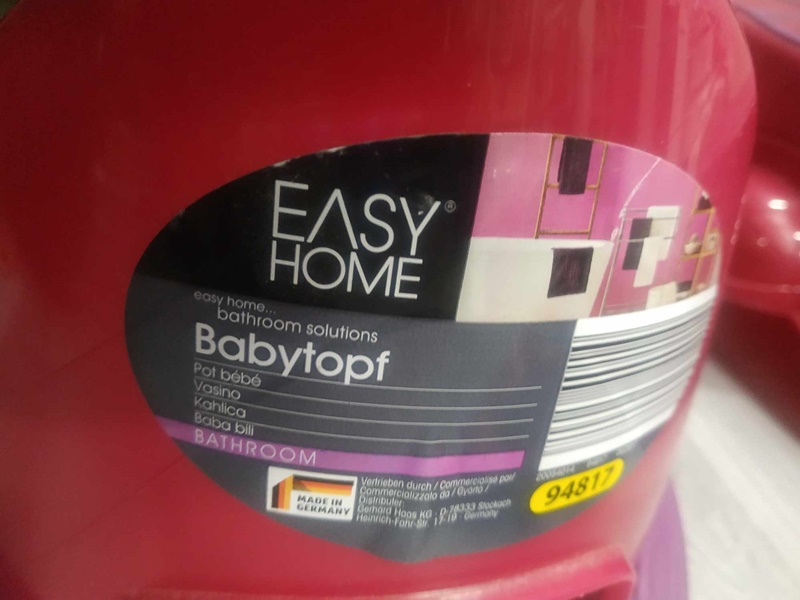 EASY®
HOME
easy home...
bathroom solutions
Babytopf
Pot bébé
Vasino
Kahlica
Baba bili
BATHROOM
MADE IN
GERMANY
Vertrieben durch / Commercialisé par/
Commercializzato da / Gyártó /
Distributer:
Gerhard Haas KG · D-78333 Stockach
Heinrich-Fahr-Str. 17-19 · Germany
94817